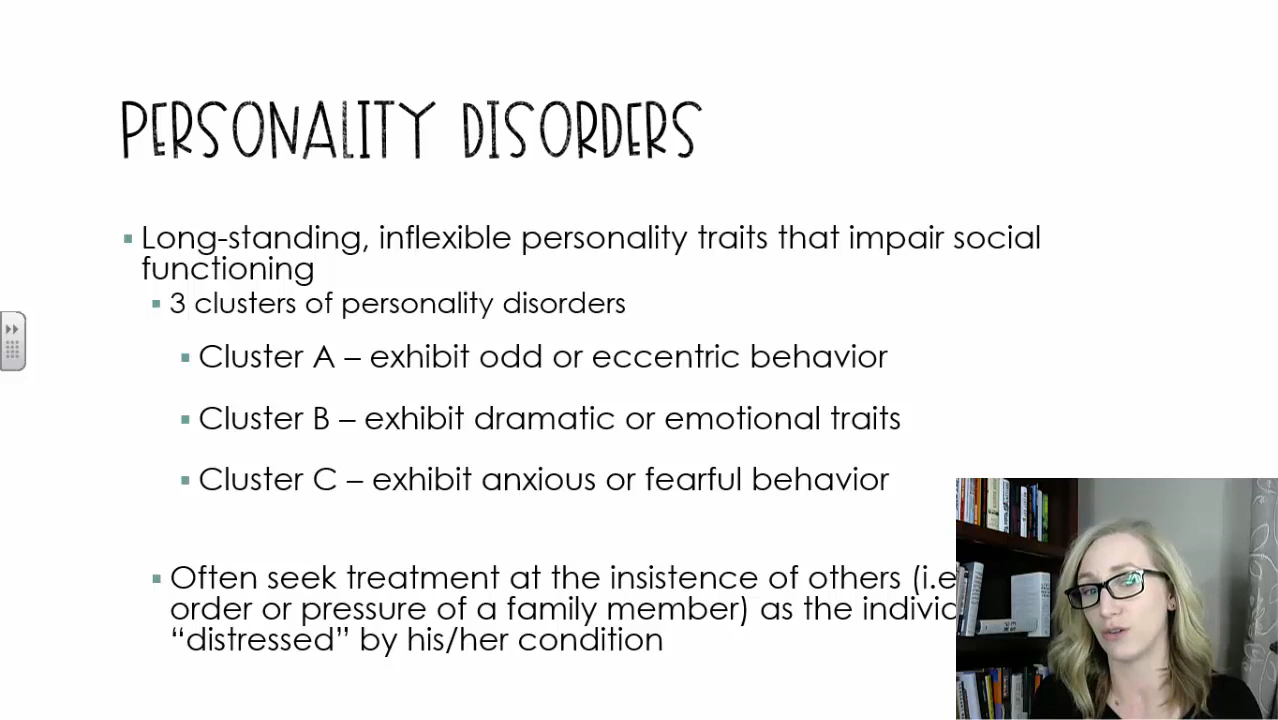 PERSONALITY DISORDERS
▪ Long-standing, inflexible personality traits that impair social
functioning
▪ 3 clusters of personality disorders
▪ Cluster A – exhibit odd or eccentric behavior
▪ Cluster B – exhibit dramatic or emotional traits
▪ Cluster C – exhibit anxious or fearful behavior
▪ Often seek treatment at the insistence of others (i.e
order or pressure of a family member) as the
“distressed” by his/her condition